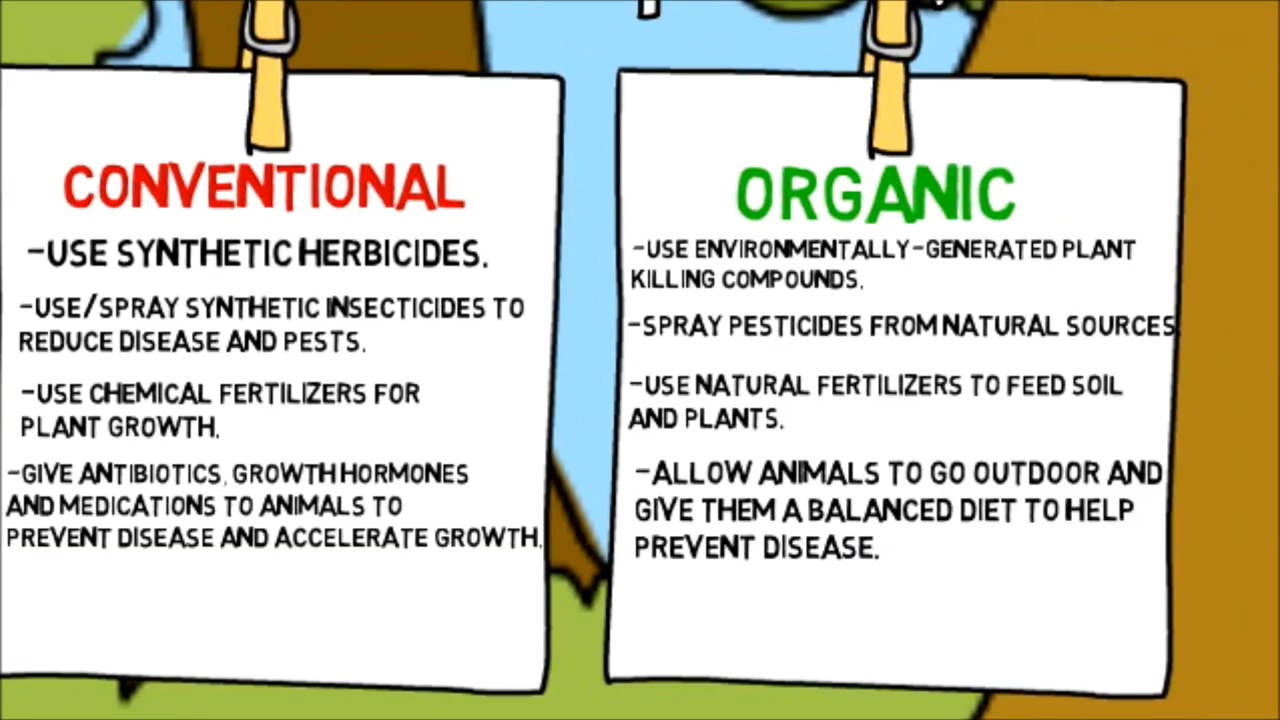 CONVENTIONAL
-USE SYNTHETIC HERBICIDES.
-USE/SPRAY SYNTHETIC INSECTICIDES TO
REDUCE DISEASE AND PESTS.
-USE CHEMICAL FERTILIZERS FOR
PLANT GROWTH.
-GIVE ANTIBIOTICS, GROWTH HORMONES
AND MEDICATIONS TO ANIMALS TO
PREVENT DISEASE AND ACCELERATE GROWTH.
ORGANIC
-USE ENVIRONMENTALLY-GENERATED PLANT
KILLING COMPOUNDS.
-SPRAY PESTICIDES FROM NATURAL SOURCES.
-USE NATURAL FERTILIZERS TO FEED SOIL
AND PLANTS.
-ALLOW ANIMALS TO GO OUTDOOR AND
GIVE THEM A BALANCED DIET TO HELP
PREVENT DISEASE.